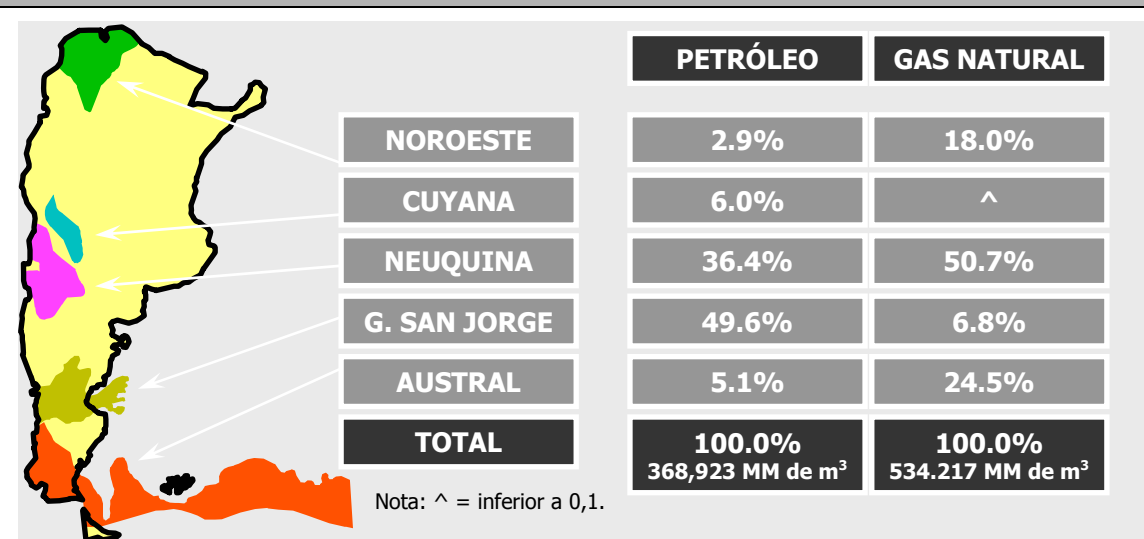 PETRÓLEO GAS NATURAL
NOROESTE 2.9% 18.0%
CUYANA 6.0% ^
NEUQUINA 36.4% 50.7%
G. SAN JORGE 49.6% 6.8%
AUSTRAL 5.1% 24.5%
TOTAL 100.0% 100.0%
368,923 MM de m³ 534.217 MM de m³
Nota: ^ = inferior a 0,1.